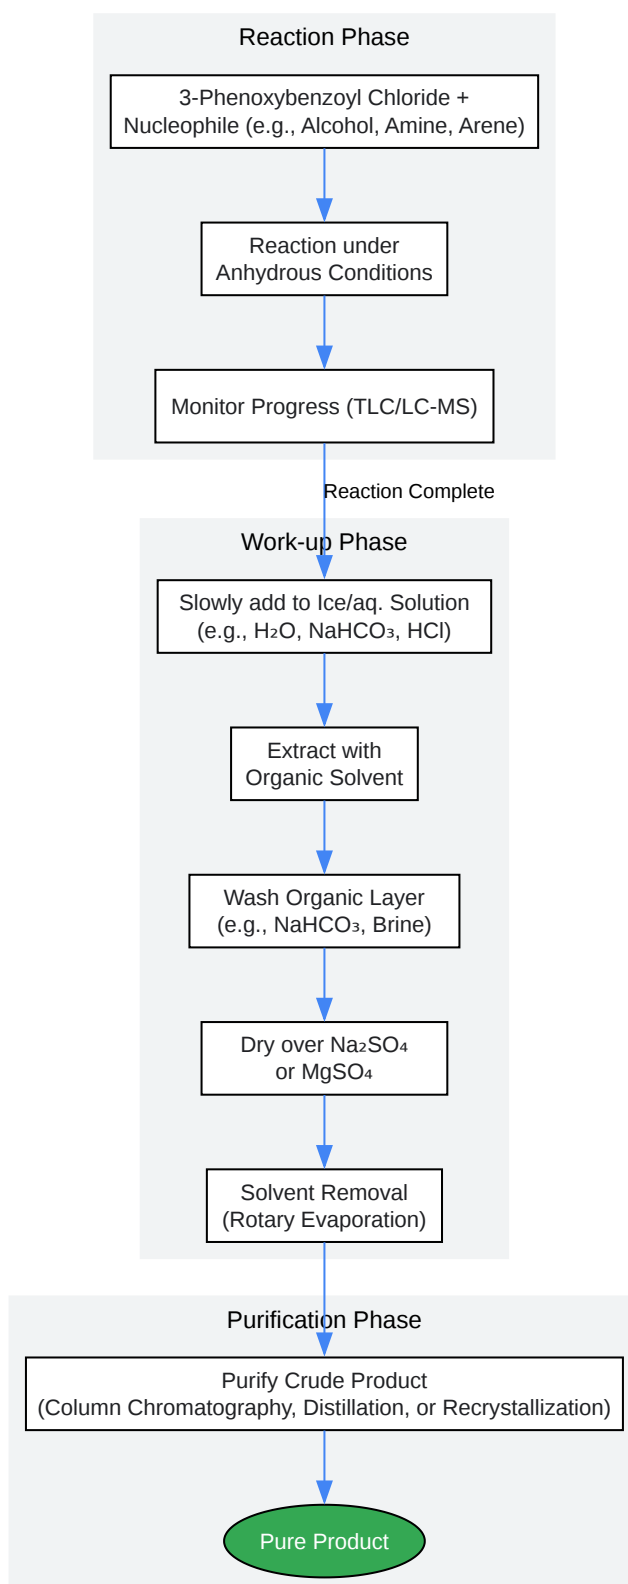 Reaction Phase
3-Phenoxybenzoyl Chloride +
Nucleophile (e.g., Alcohol, Amine, Arene)
Reaction under
Anhydrous Conditions
Monitor Progress (TLC/LC-MS)
Reaction Complete
Work-up Phase
Slowly add to Ice/aq. Solution
(e.g., H₂O, NaHCO₃, HCl)
Extract with
Organic Solvent
Wash Organic Layer
(e.g., NaHCO₃, Brine)
Dry over Na₂SO₄
or MgSO₄
Solvent Removal
(Rotary Evaporation)
Purification Phase
Purify Crude Product
(Column Chromatography, Distillation, or Recrystallization)
Pure Product